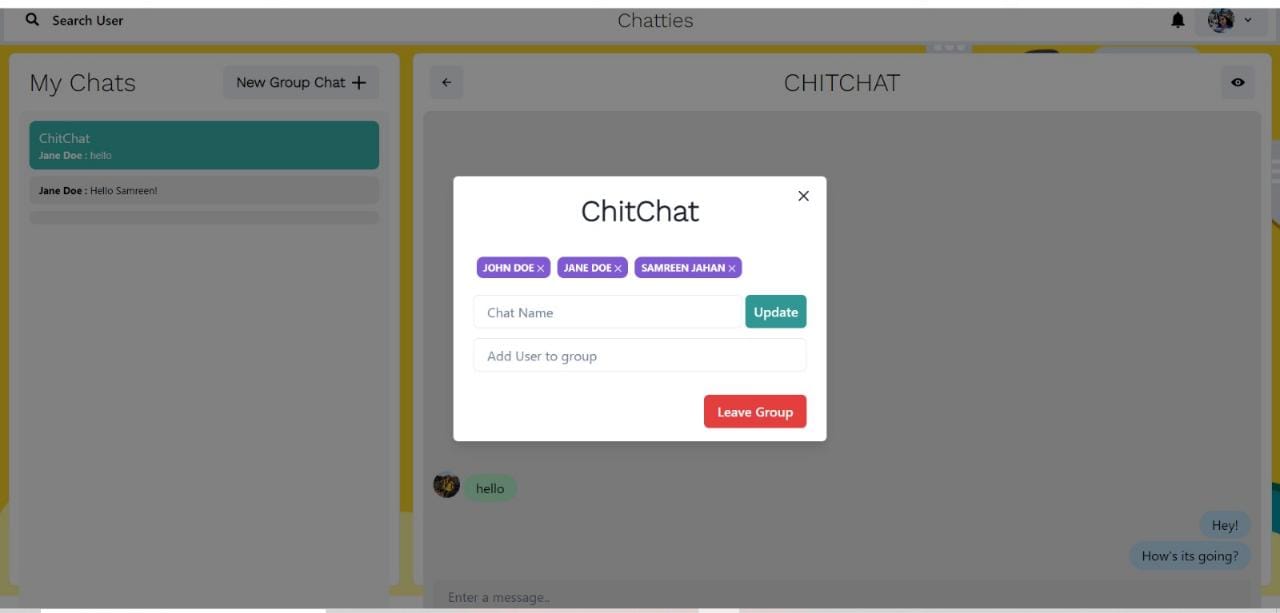 Search User
Chatties
My Chats
New Group Chat +
ChitChat
Jane Doe : hello
Jane Doe : Hello Samreen!
CHITCHAT
ChitChat
JOHN DOE × JANE DOE × SAMREEN JAHAN ×
Chat Name
Update
Add User to group
Leave Group
hello
Hey!
How's its going?
Enter a message..